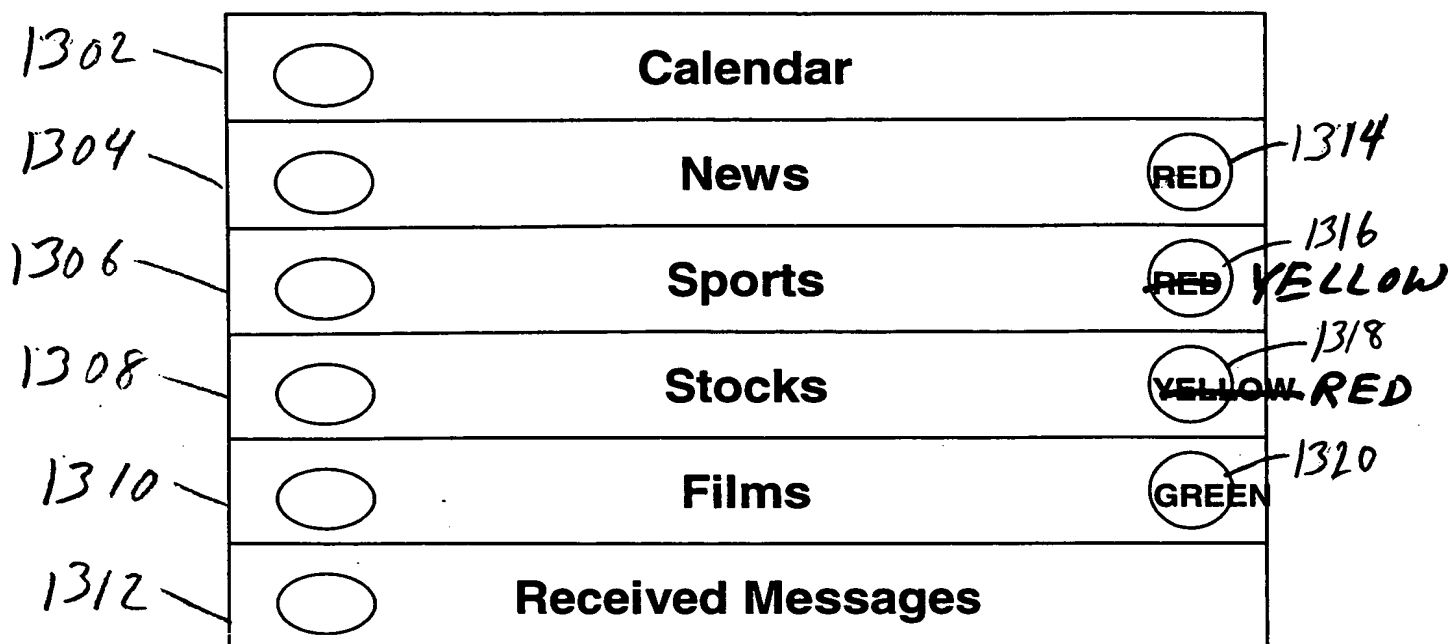 1302 Calendar
1304 News RED 1314
1316
1306 Sports RED YELLOW
1318
1308 Stocks YELLOW RED
1320
1310 Films GREEN
1312 Received Messages